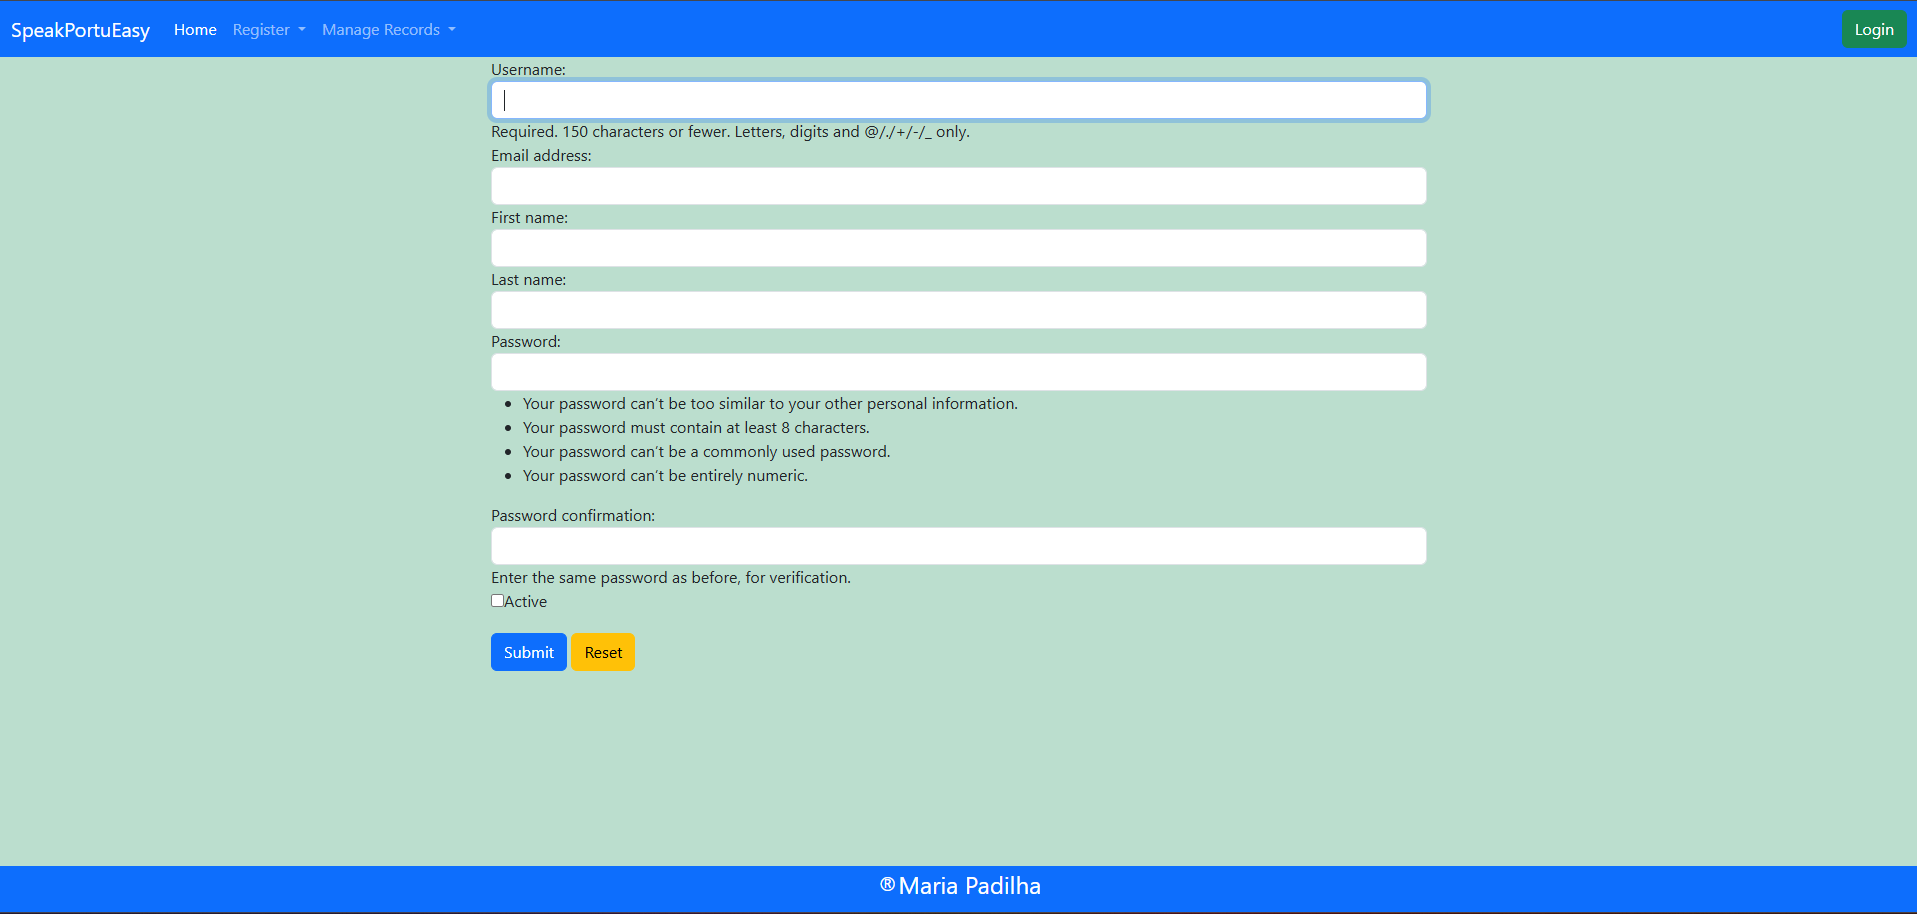 SpeakPortuEasy Home Register Manage Records Login
Username:
Required. 150 characters or fewer. Letters, digits and @/./+/-/_ only.
Email address:
First name:
Last name:
Password:
• Your password can’t be too similar to your other personal information.
• Your password must contain at least 8 characters.
• Your password can’t be a commonly used password.
• Your password can’t be entirely numeric.
Password confirmation:
Enter the same password as before, for verification.
Active
Submit Reset
®Maria Padilha